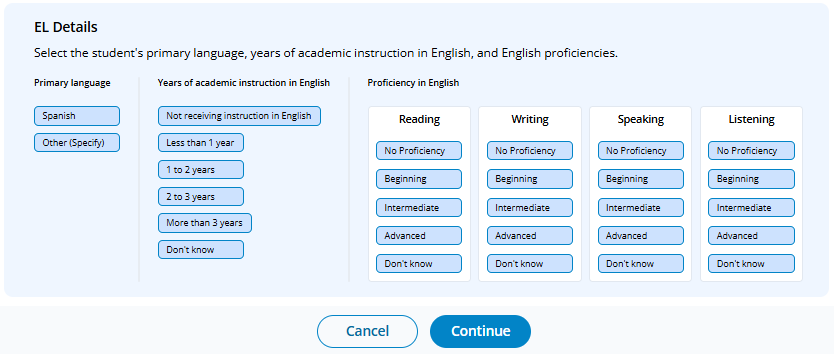 EL Details
Select the student's primary language, years of academic instruction in English, and English proficiencies.
Primary language
Spanish
Other (Specify)
Years of academic instruction in English
Not receiving instruction in English
Less than 1 year
1 to 2 years
2 to 3 years
More than 3 years
Don't know
Proficiency in English
Reading
No Proficiency
Beginning
Intermediate
Advanced
Don't know
Writing
No Proficiency
Beginning
Intermediate
Advanced
Don't know
Speaking
No Proficiency
Beginning
Intermediate
Advanced
Don't know
Listening
No Proficiency
Beginning
Intermediate
Advanced
Don't know
Cancel
Continue